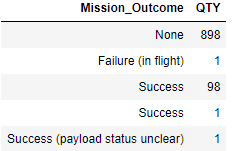 Mission_Outcome QTY
None 898
Failure (in flight) 1
Success 98
Success 1
Success (payload status unclear) 1